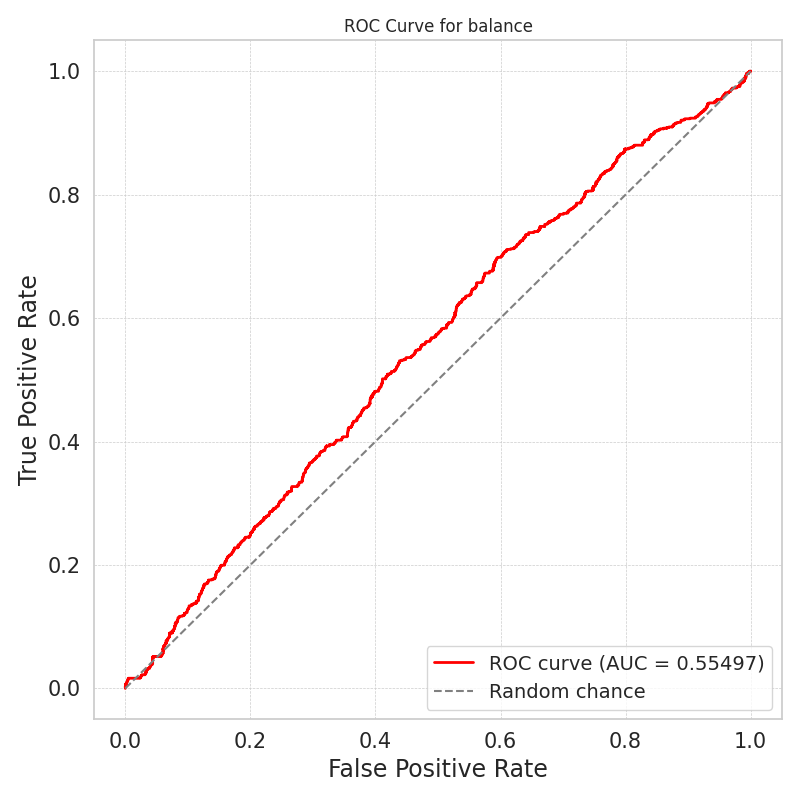 ROC Curve for balance
True Positive Rate
1.0
0.8
0.6
0.4
0.2
0.0
ROC curve (AUC = 0.55497)
Random chance
0.0 0.2 0.4 0.6 0.8 1.0
False Positive Rate